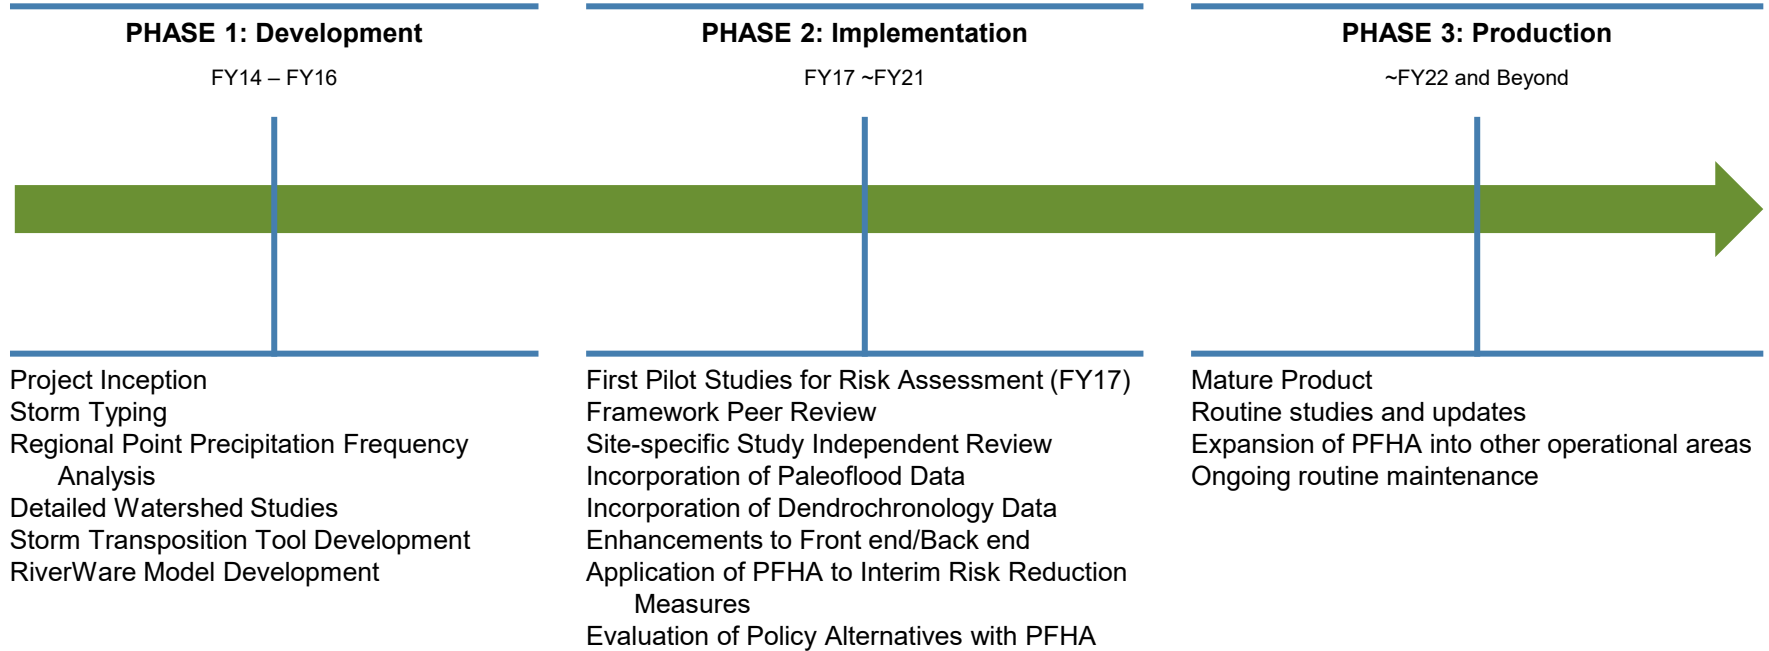 PHASE 1: Development
FY14 – FY16
PHASE 2: Implementation
FY17 ~FY21
PHASE 3: Production
~FY22 and Beyond
Project Inception
Storm Typing
Regional Point Precipitation Frequency
Analysis
Detailed Watershed Studies
Storm Transposition Tool Development
RiverWare Model Development
First Pilot Studies for Risk Assessment (FY17)
Framework Peer Review
Site-specific Study Independent Review
Incorporation of Paleoflood Data
Incorporation of Dendrochronology Data
Enhancements to Front end/Back end
Application of PFHA to Interim Risk Reduction
Measures
Evaluation of Policy Alternatives with PFHA
Mature Product
Routine studies and updates
Expansion of PFHA into other operational areas
Ongoing routine maintenance